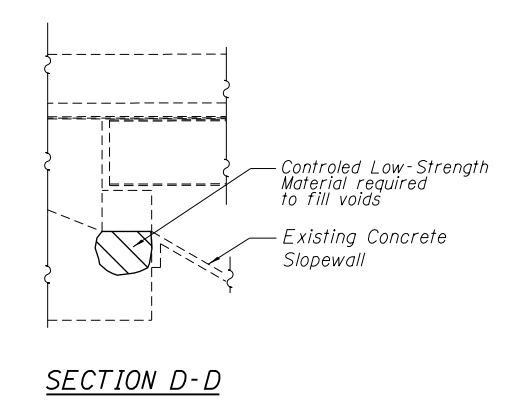 Controled Low-Strength
Material required
to fill voids
Existing Concrete
Slopewall
SECTION D-D